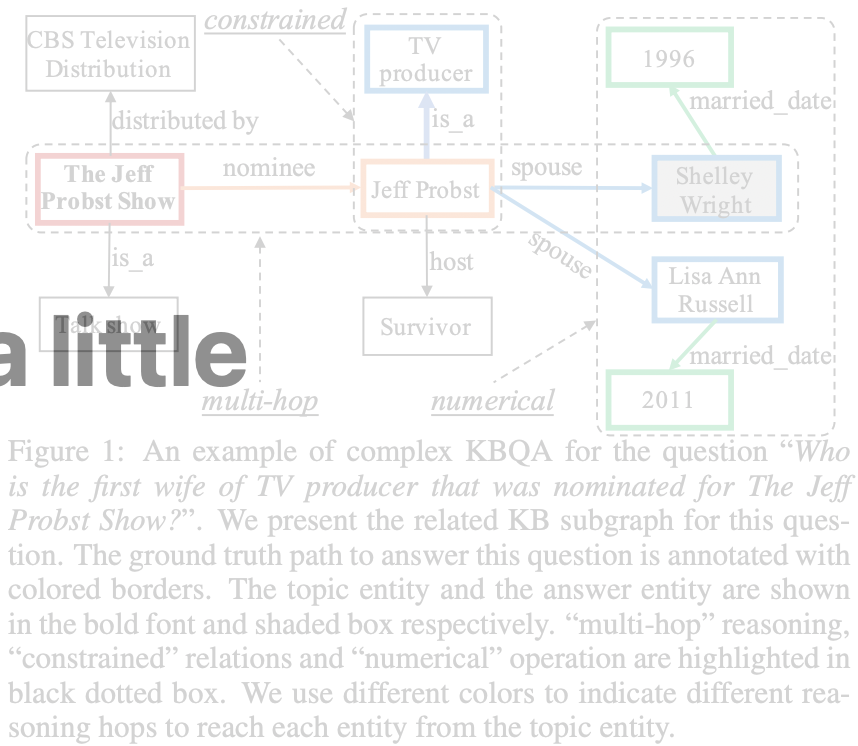 constrained
CBS Television
Distribution
TV
producer
1996
distributed by
is_a
married_date
The Jeff
Probst Show
nominee
Jeff Probst
spouse
Shelley
Wright
is_a
host
spouse
Lisa Ann
Russell
Talk show
a little
Survivor
married_date
multi-hop
numerical
2011
Figure 1: An example of complex KBQA for the question “Who
is the first wife of TV producer that was nominated for The Jeff
Probst Show?”. We present the related KB subgraph for this ques-
tion. The ground truth path to answer this question is annotated with
colored borders. The topic entity and the answer entity are shown
in the bold font and shaded box respectively. “multi-hop” reasoning,
“constrained” relations and “numerical” operation are highlighted in
black dotted box. We use different colors to indicate different rea-
soning hops to reach each entity from the topic entity.